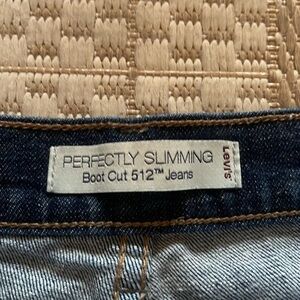 PERFECTLY SLIMMING
Boot Cut 512™ Jeans
Levi's